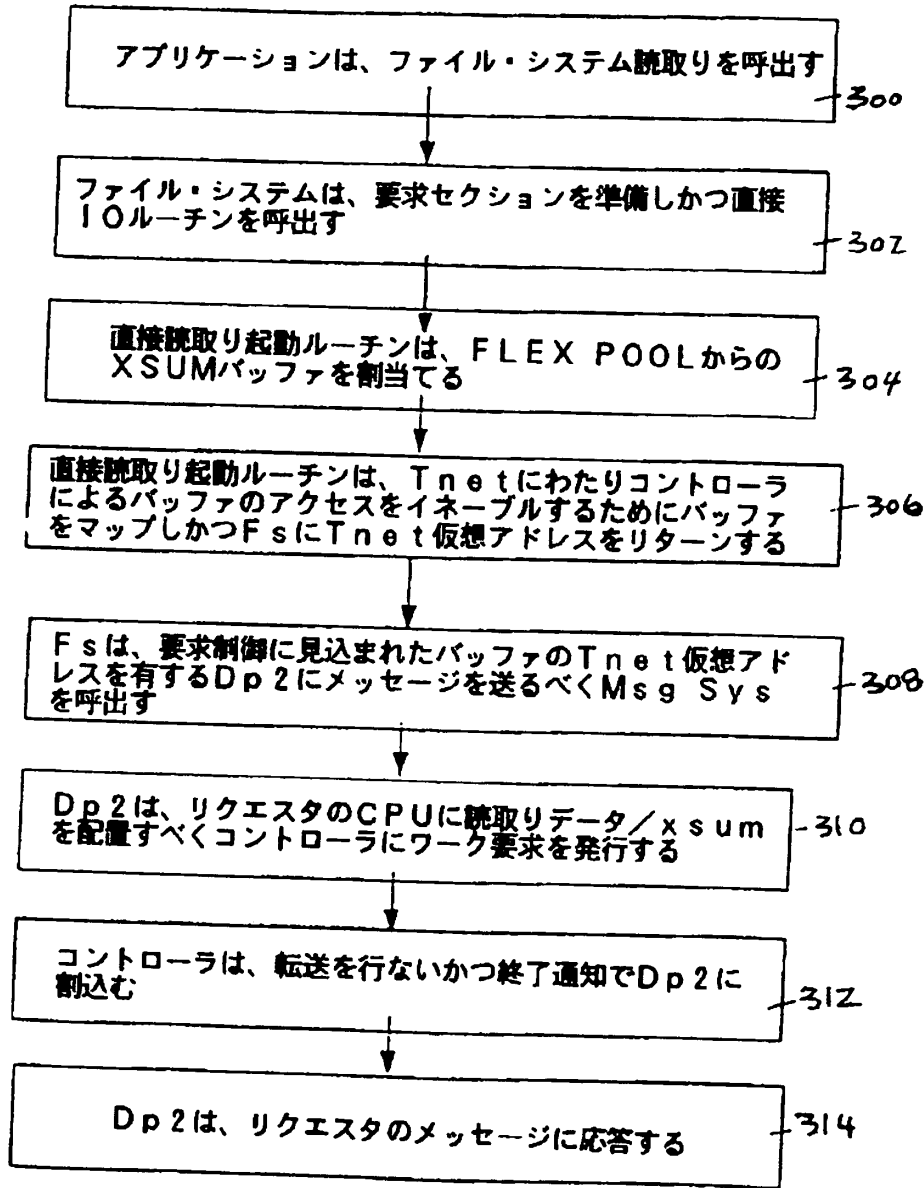 アプリケーションは、ファイル・システム読取りを呼出す
300
ファイル・システムは、要求セクションを準備しかつ直接
IOルーチンを呼出す
302
直接読取り起動ルーチンは、FLEX POOLからの
XSUMバッファを割当てる
304
直接読取り起動ルーチンは、Tnetにわたりコントローラ
によるバッファのアクセスをイネーブルするためにバッファ
をマップしかつFsにTnet仮想アドレスをリターンする
306
Fsは、要求制御に見込まれたバッファのTnet仮想アド
レスを有するDp2にメッセージを送るべくMsg Sys
を呼出す
308
Dp2は、リクエスタのCPUに読取りデータ/xsum
を配置すべくコントローラにワーク要求を発行する
310
コントローラは、転送を行ないかつ終了通知でDp2に
割込む
312
Dp2は、リクエスタのメッセージに応答する
314